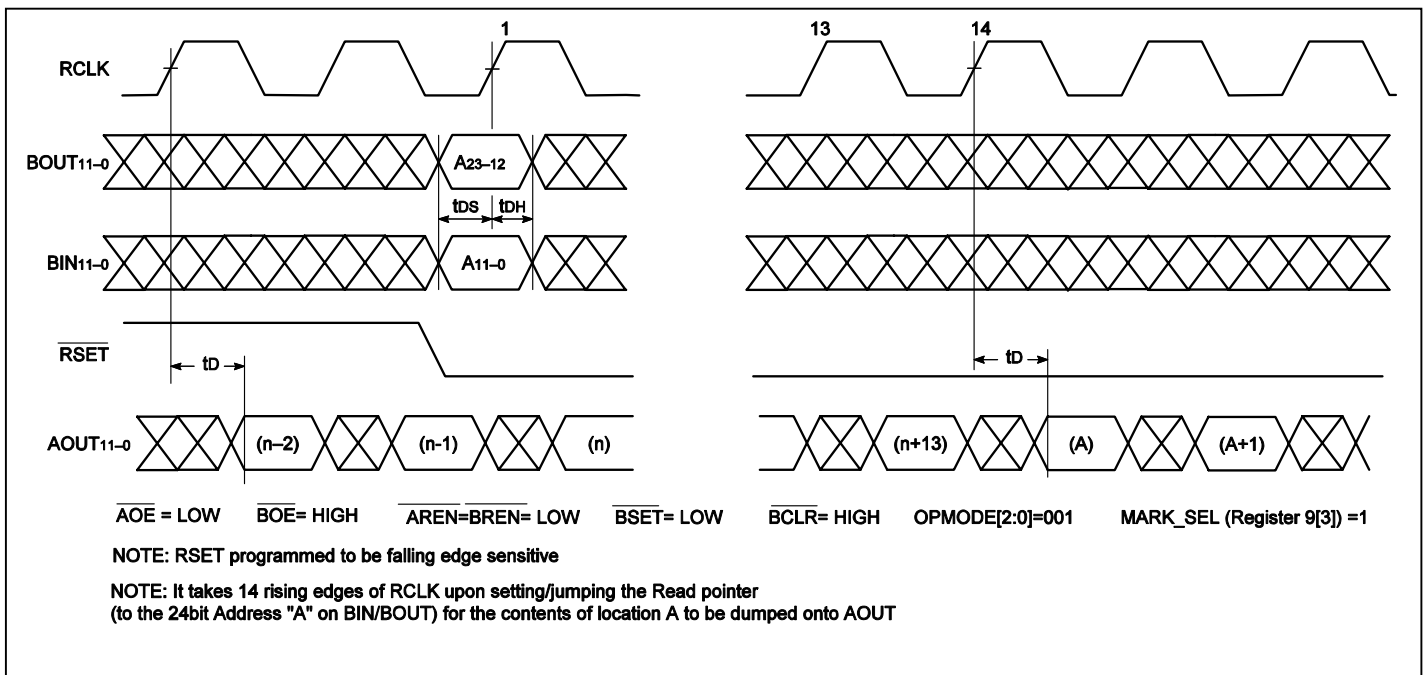 1 13 14
RCLK
BOUT11–0 A23–12
tDS tDH
BIN11–0 A11–0
RSET
tD tD
AOUT11–0 (n–2) (n-1) (n) (n+13) (A) (A+1)
AOE = LOW BOE= HIGH AREN=BREN= LOW BSET= LOW BCLR= HIGH OPMODE[2:0]=001 MARK_SEL (Register 9[3]) =1
NOTE: RSET programmed to be falling edge sensitive
NOTE: It takes 14 rising edges of RCLK upon setting/jumping the Read pointer
(to the 24bit Address "A" on BIN/BOUT) for the contents of location A to be dumped onto AOUT